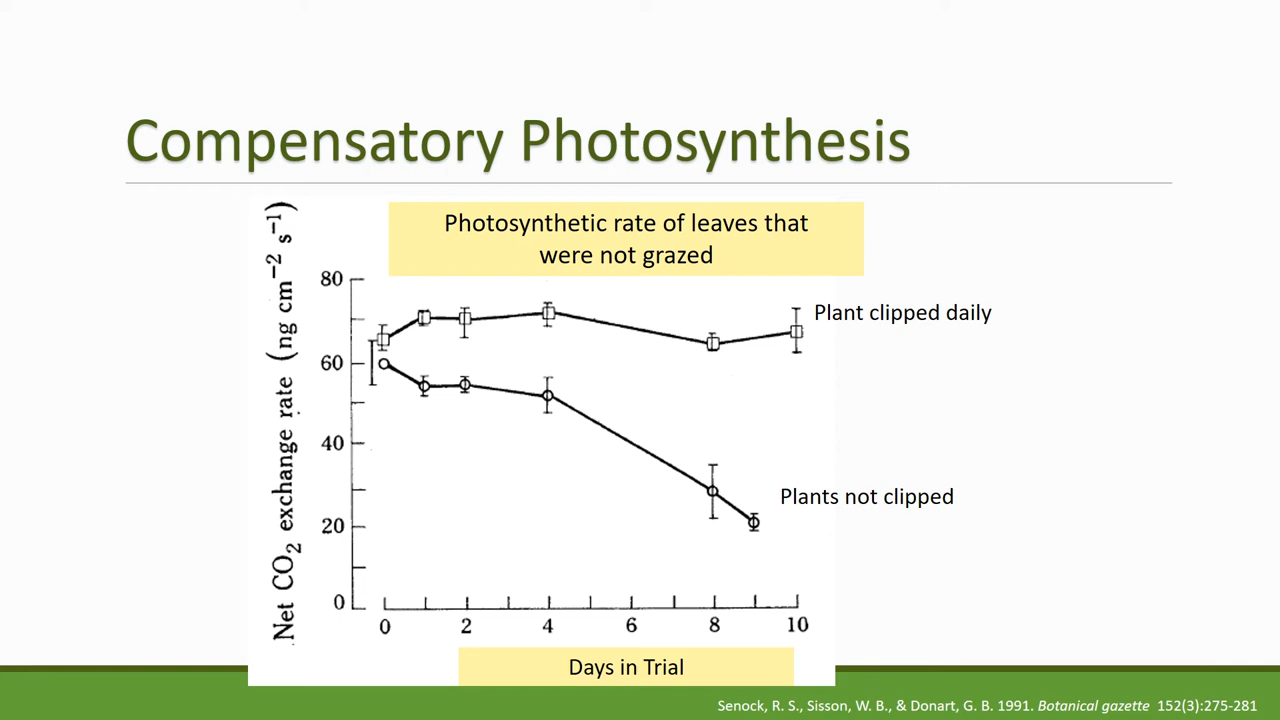 Compensatory Photosynthesis
Photosynthetic rate of leaves that
were not grazed
Net CO2 exchange rate (ng cm−2 s−1)
80
60
40
20
0
Plant clipped daily
Plants not clipped
0 2 4 6 8 10
Days in Trial
Senock, R. S., Sisson, W. B., & Donart, G. B. 1991. Botanical gazette 152(3):275-281